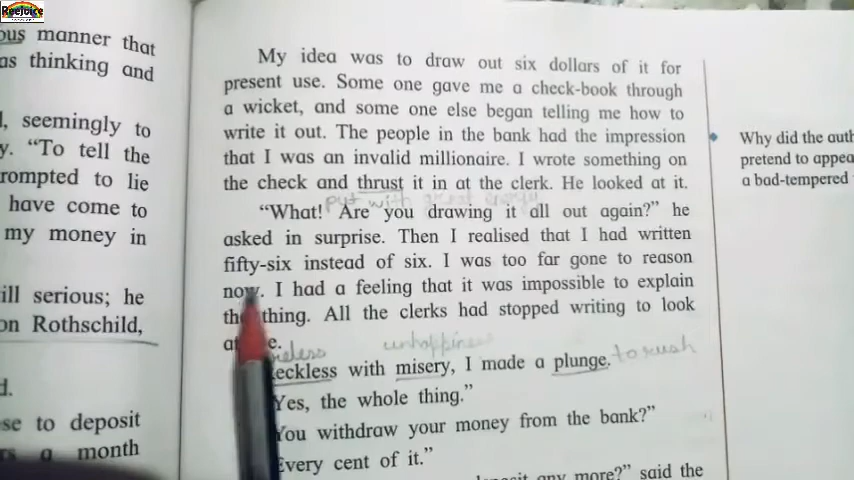 Reejoice
ous manner that
as thinking and
seemingly to
"To tell the
rompted to lie
have come to
my money in
ill serious; he
on Rothschild,
d.
se to deposit
a month
My idea was to draw out six dollars of it for
present use. Some one gave me a check-book through
a wicket, and some one else began telling me how to
write it out. The people in the bank had the impression
that I was an invalid millionaire. I wrote something on
the check and thrust it in at the clerk. He looked at it.
put with great
"What! Are you drawing it all out again?" he
asked in surprise. Then I realised that I had written
fifty-six instead of six. I was too far gone to reason
now. I had a feeling that it was impossible to explain
thing. All the clerks had stopped writing to look
unhappiness
eckless with misery, I made a plunge. to rush
Yes, the whole thing."
You withdraw your money from the bank?"
Every cent of it."
any more?" said the
Why did the auth
pretend to appea
a bad-tempered